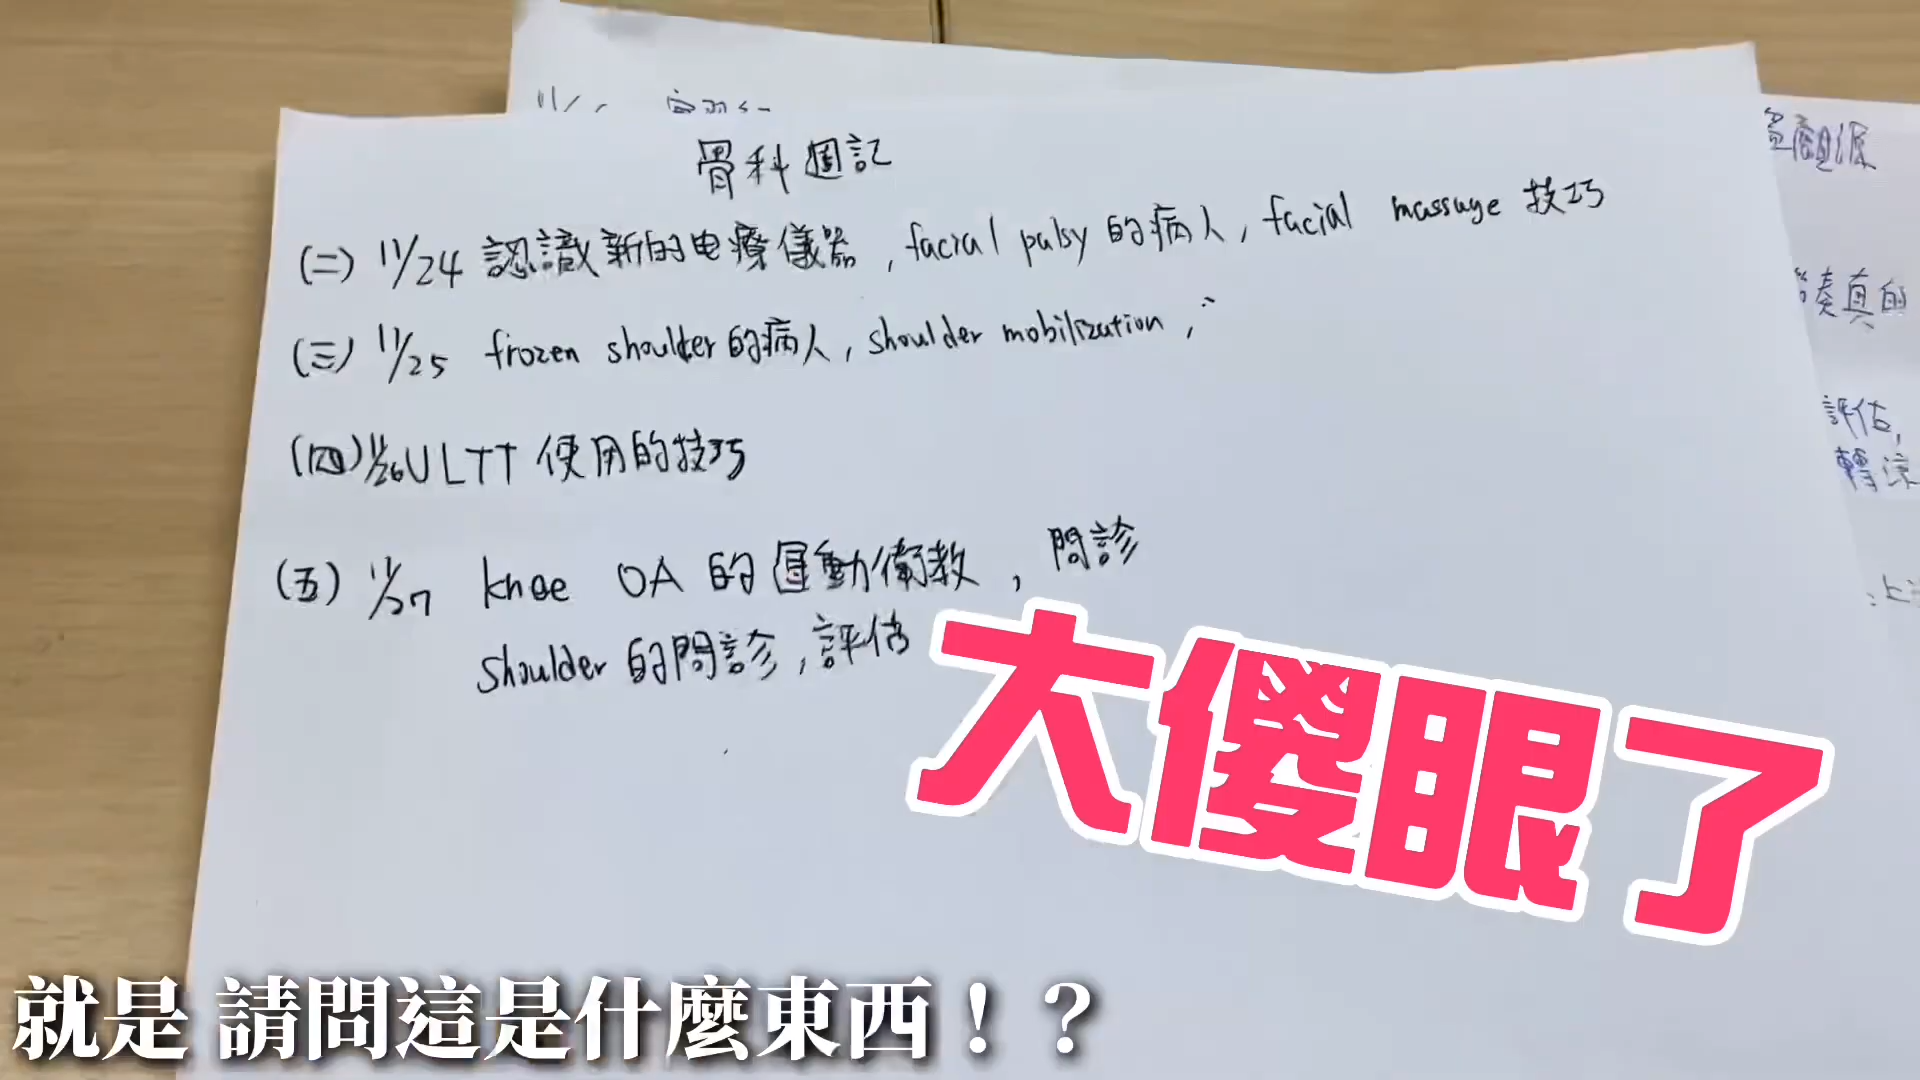 骨科週記
(二) 11/24 認識新的电療儀器，facial palsy 的病人，facial massage 技巧
(三) 11/25 frozen shoulder 的病人，shoulder mobilization，
(四) 11/26 ULTT 使用的技巧
(五) 11/27 knee OA 的運動衛教，問診
shoulder 的問診，評估
評估,
真的
大傻眼了
就是 請問這是什麼東西！？